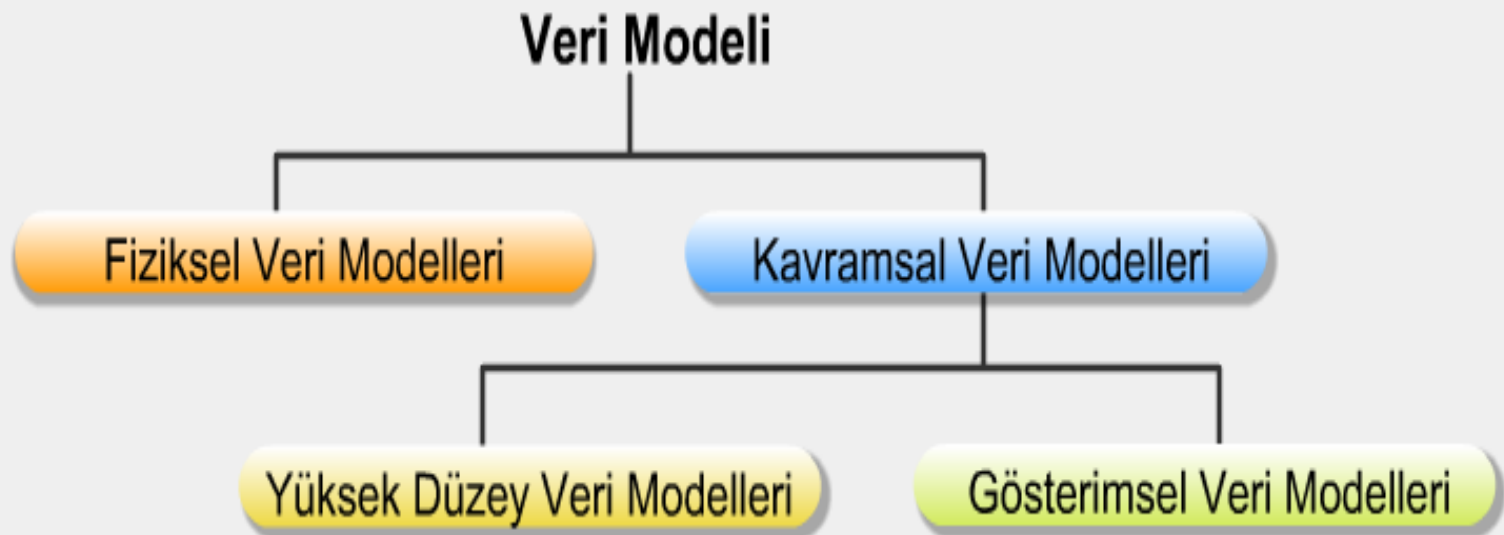 Veri Modeli
Fiziksel Veri Modelleri
Kavramsal Veri Modelleri
Yüksek Düzey Veri Modelleri
Gösterimsel Veri Modelleri